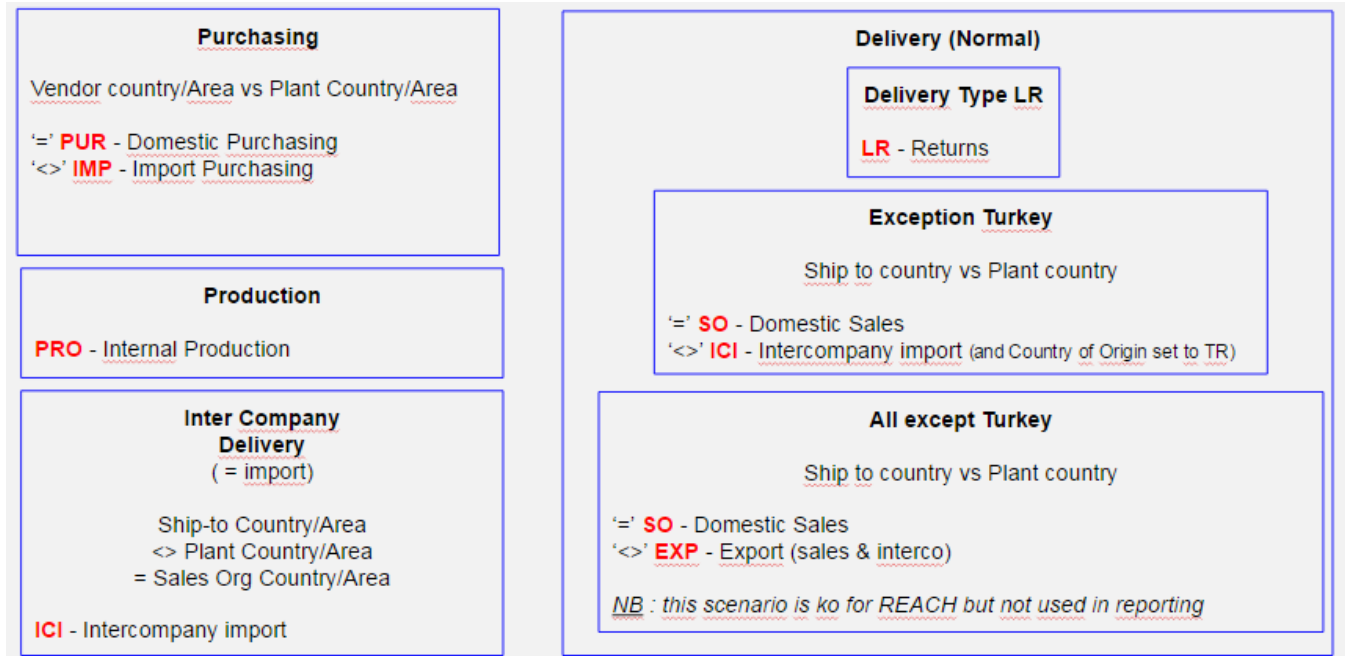 Purchasing
Vendor country/Area vs Plant Country/Area
‘=’ PUR - Domestic Purchasing
‘<>’ IMP - Import Purchasing
Production
PRO - Internal Production
Inter Company
Delivery
( = import)
Ship-to Country/Area
<> Plant Country/Area
= Sales Org Country/Area
ICI - Intercompany import
Delivery (Normal)
Delivery Type LR
LR - Returns
Exception Turkey
Ship to country vs Plant country
‘=’ SO - Domestic Sales
‘<>’ ICI - Intercompany import (and Country of Origin set to TR)
All except Turkey
Ship to country vs Plant country
‘=’ SO - Domestic Sales
‘<>’ EXP - Export (sales & interco)
NB : this scenario is ko for REACH but not used in reporting